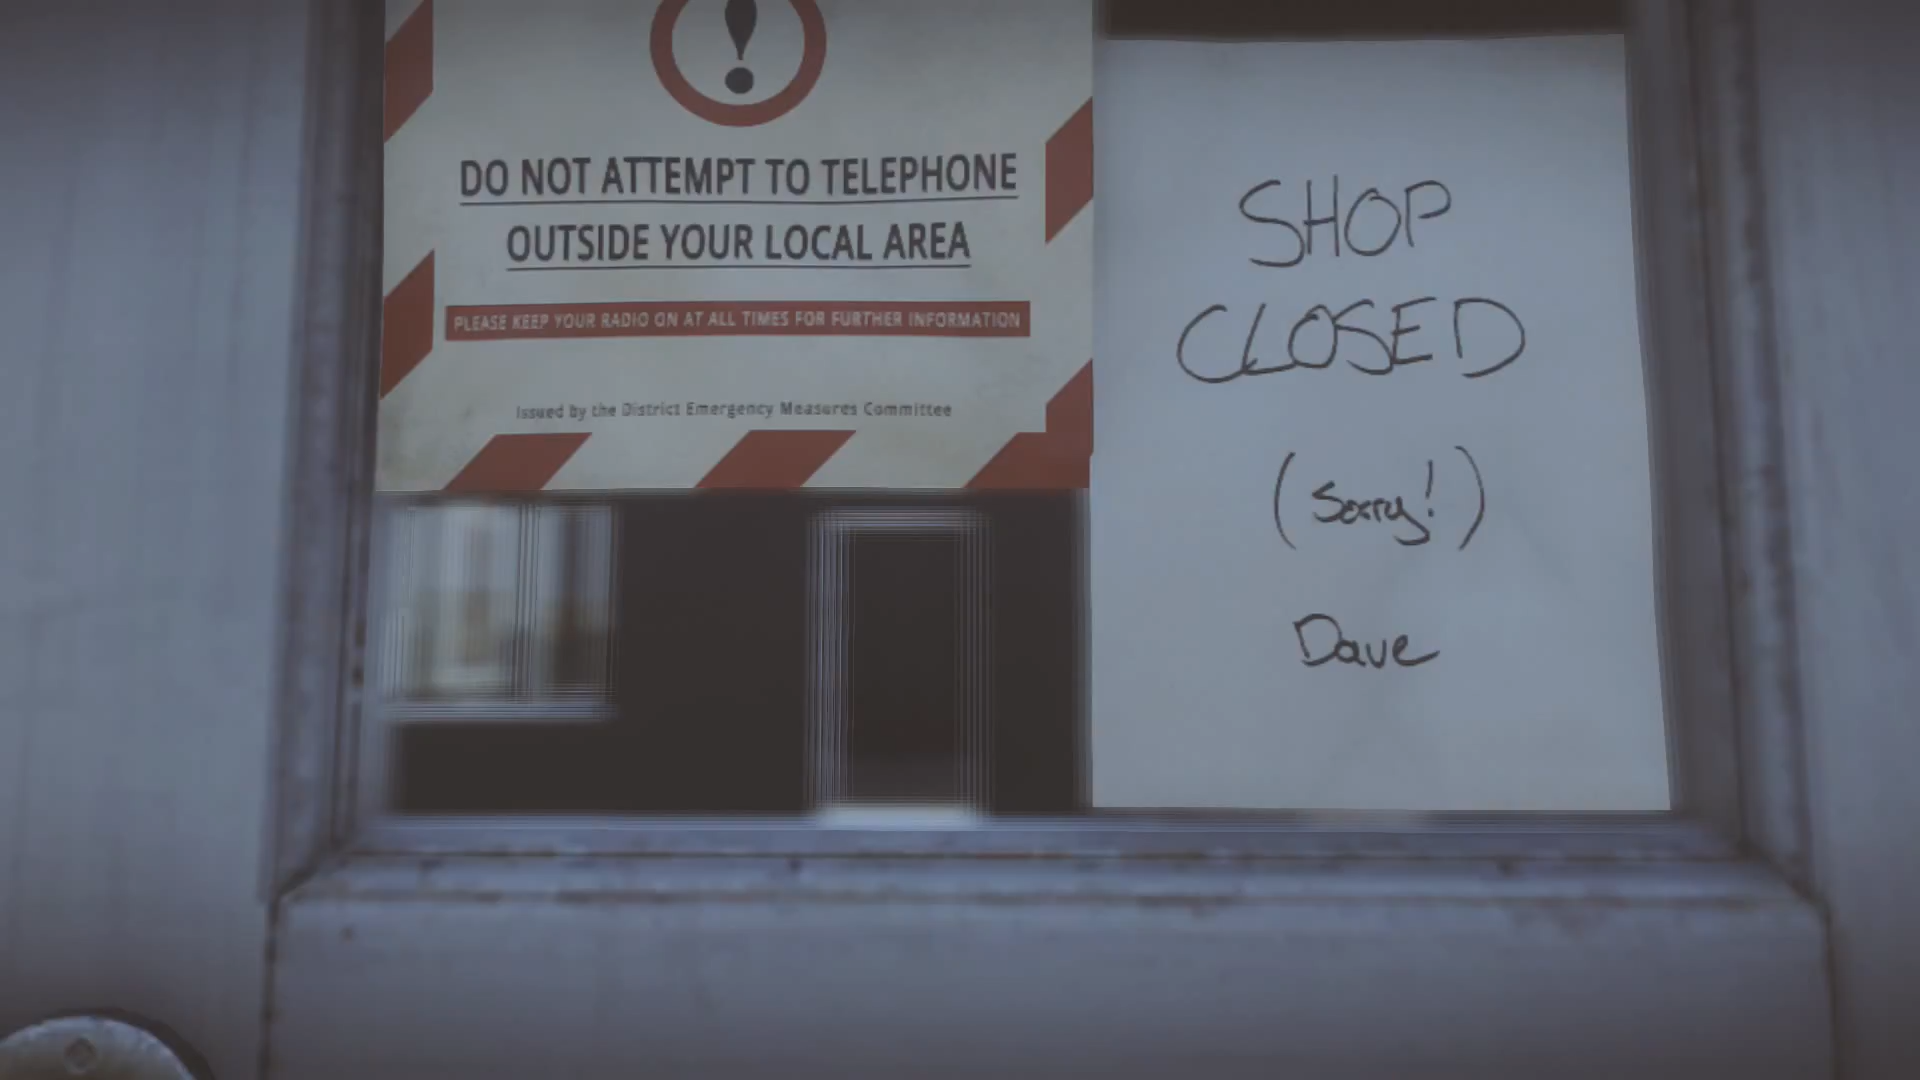 DO NOT ATTEMPT TO TELEPHONE
OUTSIDE YOUR LOCAL AREA
PLEASE KEEP YOUR RADIO ON AT ALL TIMES FOR FURTHER INFORMATION
Issued by the District Emergency Measures Committee
SHOP
CLOSED
(Sorry!)
Dave